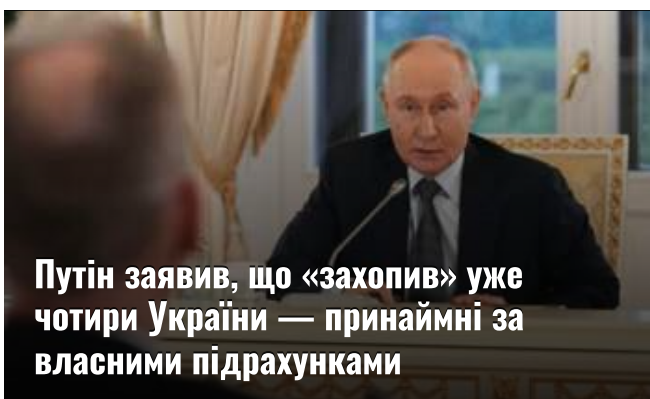 Путін заявив, що «захопив» уже
чотири України — принаймні за
власними підрахунками